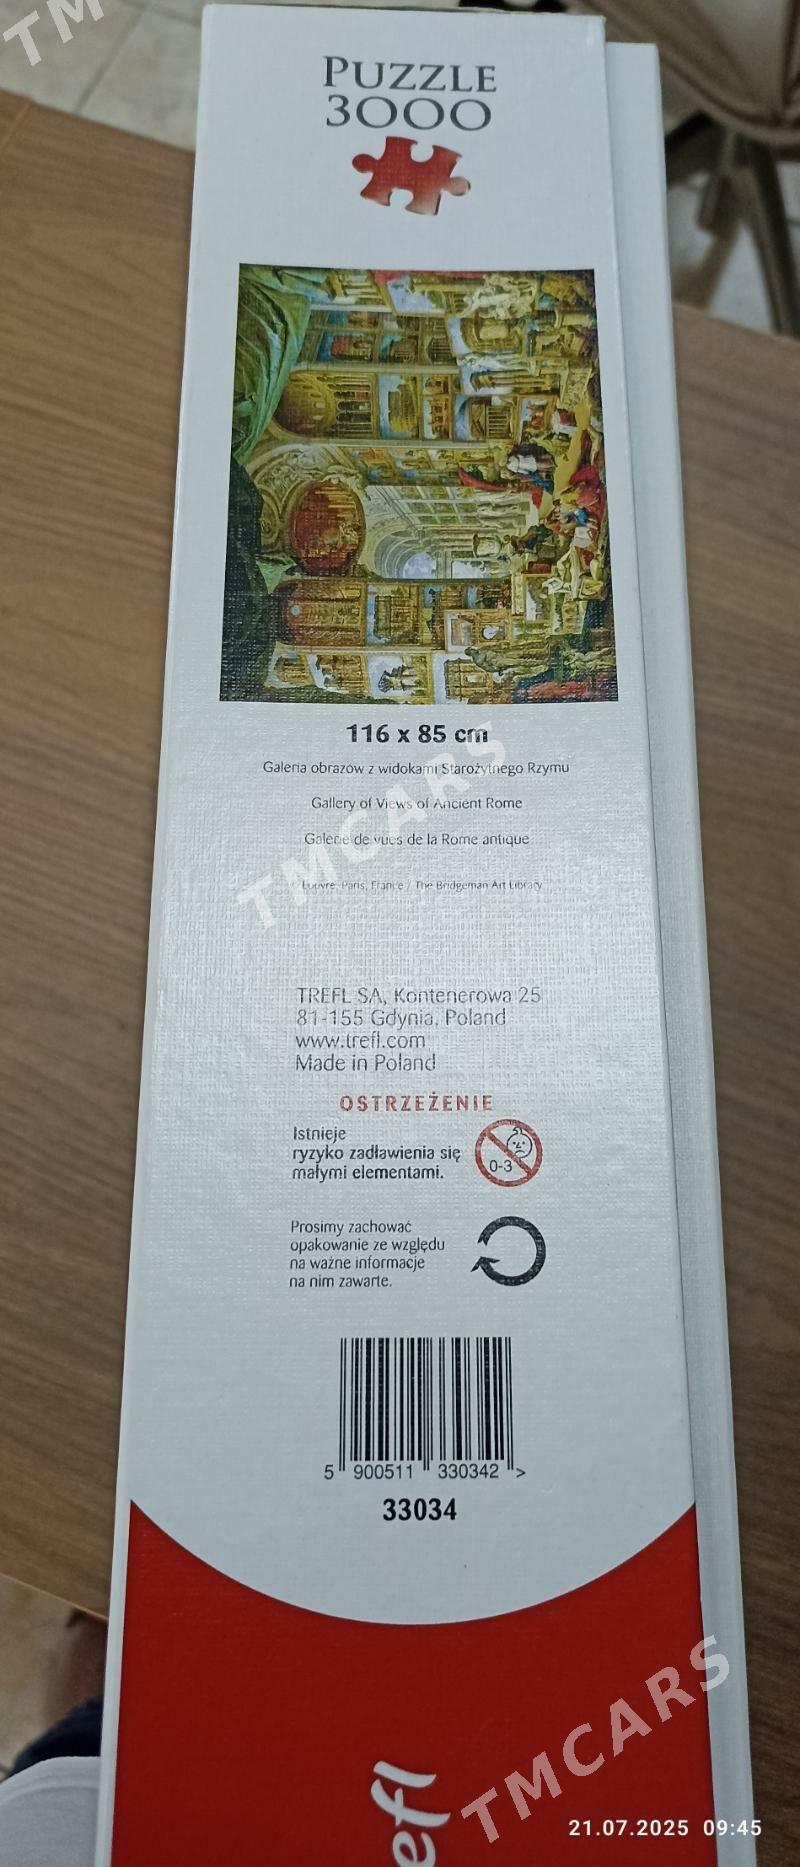 TM
PUZZLE
3000
116 x 85 cm
Galeria obrazów z widokami Starożytnego Rzymu
Gallery of Views of Ancient Rome
Galerie de vues de la Rome antique
Louvre, Paris, France / The Bridgeman Art Library
TMCARS
TREFL SA, Kontenerowa 25
81-155 Gdynia, Poland
www.trefl.com
Made in Poland
OSTRZEŻENIE
Istnieje
ryzyko zadławienia się
małymi elementami.
0-3
Prosimy zachować
opakowanie ze względu
na ważne informacje
na nim zawarte.
5 900511 330342 >
33034
efl
TMCARS
21.07.2025 09:45